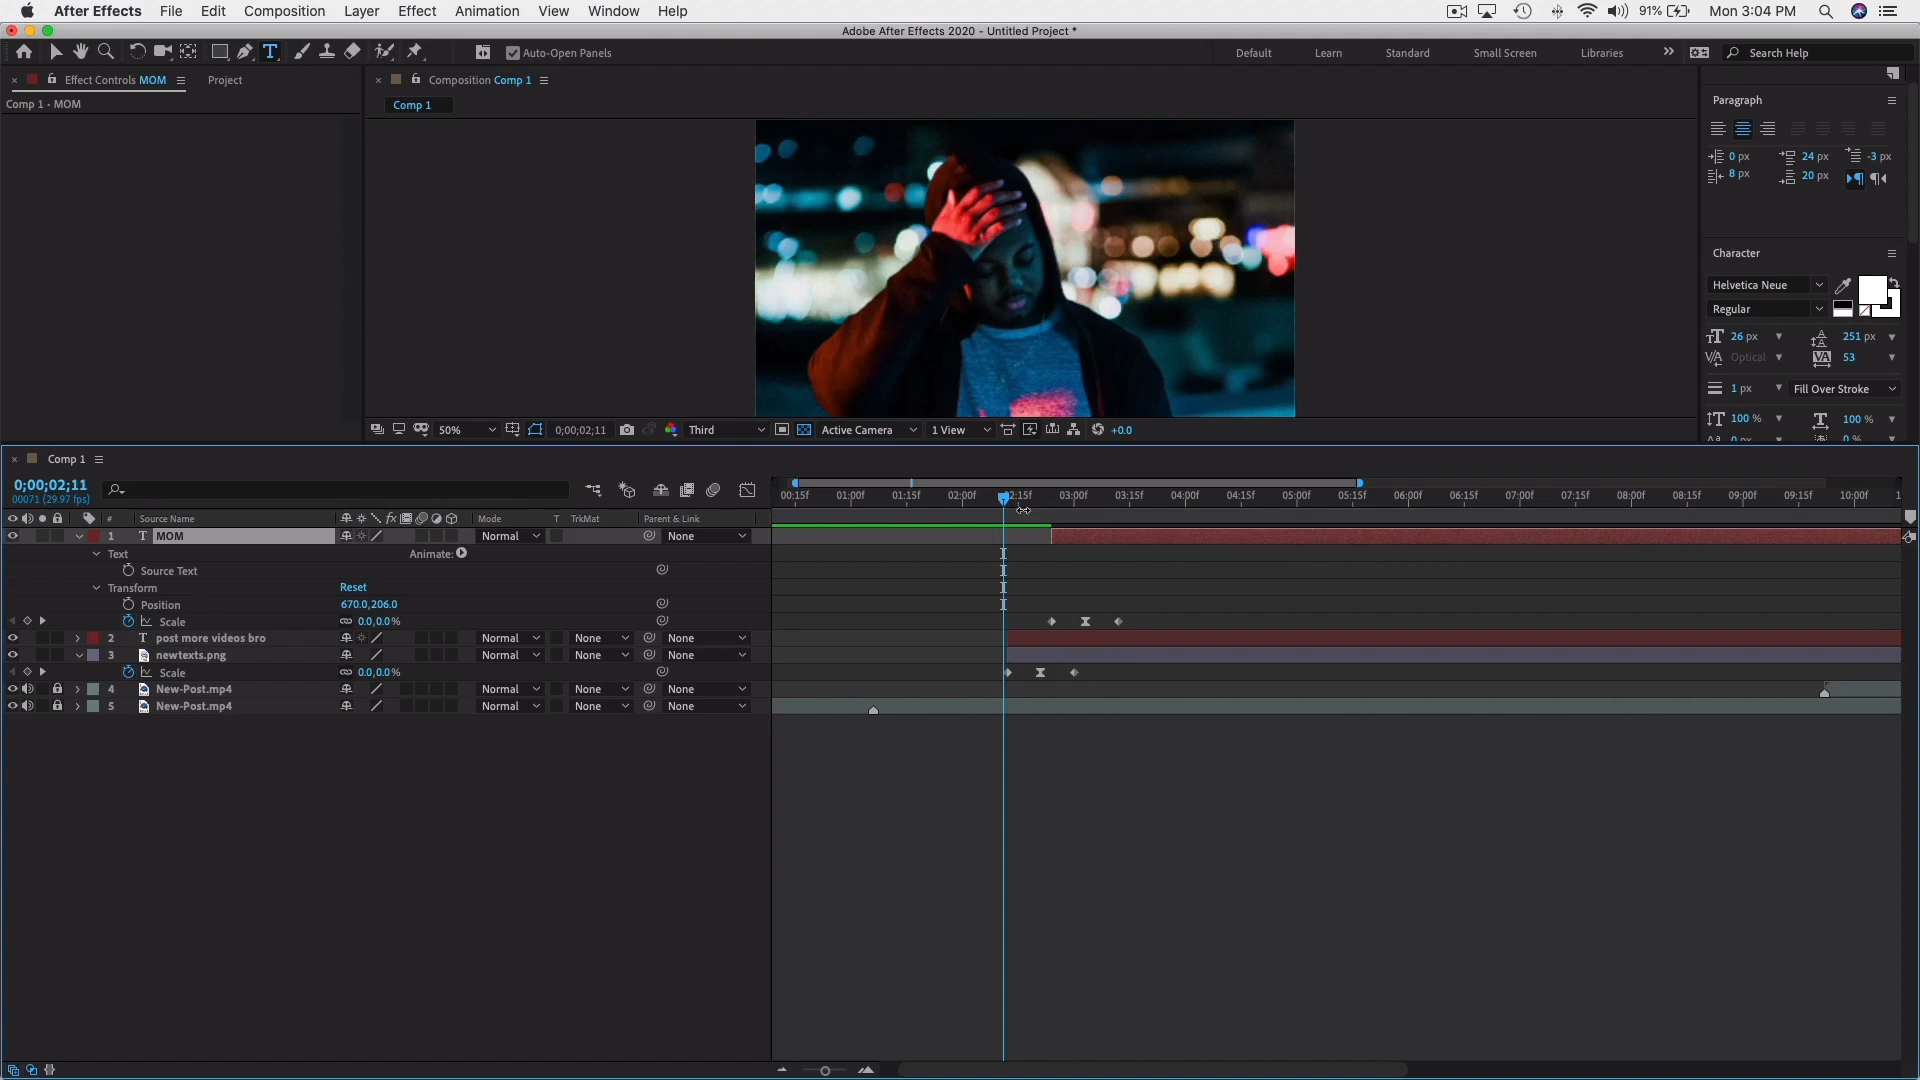 After Effects File Edit Composition Layer Effect Animation View Window Help 91% Mon 3:04 PM
Adobe After Effects 2020 - Untitled Project *
Auto-Open Panels Default Learn Standard Small Screen Libraries Search Help
Effect Controls MOM Project Composition Comp 1
Comp 1 • MOM Comp 1
Paragraph
0 px 24 px -3 px
8 px 20 px
Character
Helvetica Neue
Regular
26 px 251 px
Optical 53
1 px Fill Over Stroke
100 % 100 %
0 px 0 %
50% 0;00;02;11 Third Active Camera 1 View +0.0
Comp 1
0;00;02;11
00071 (29.97 fps)
00:15f 01:00f 01:15f 02:00f 02:15f 03:00f 03:15f 04:00f 04:15f 05:00f 05:15f 06:00f 06:15f 07:00f 07:15f 08:00f 08:15f 09:00f 09:15f 10:00f 1
# Source Name fx Mode T TrkMat Parent & Link
1 T MOM Normal None
Text Animate:
Source Text
Transform Reset
Position 670.0,206.0
Scale 0.0,0.0%
2 T post more videos bro Normal None None
3 newtexts.png Normal None None
Scale 0.0,0.0%
4 New-Post.mp4 Normal None None
5 New-Post.mp4 Normal None None